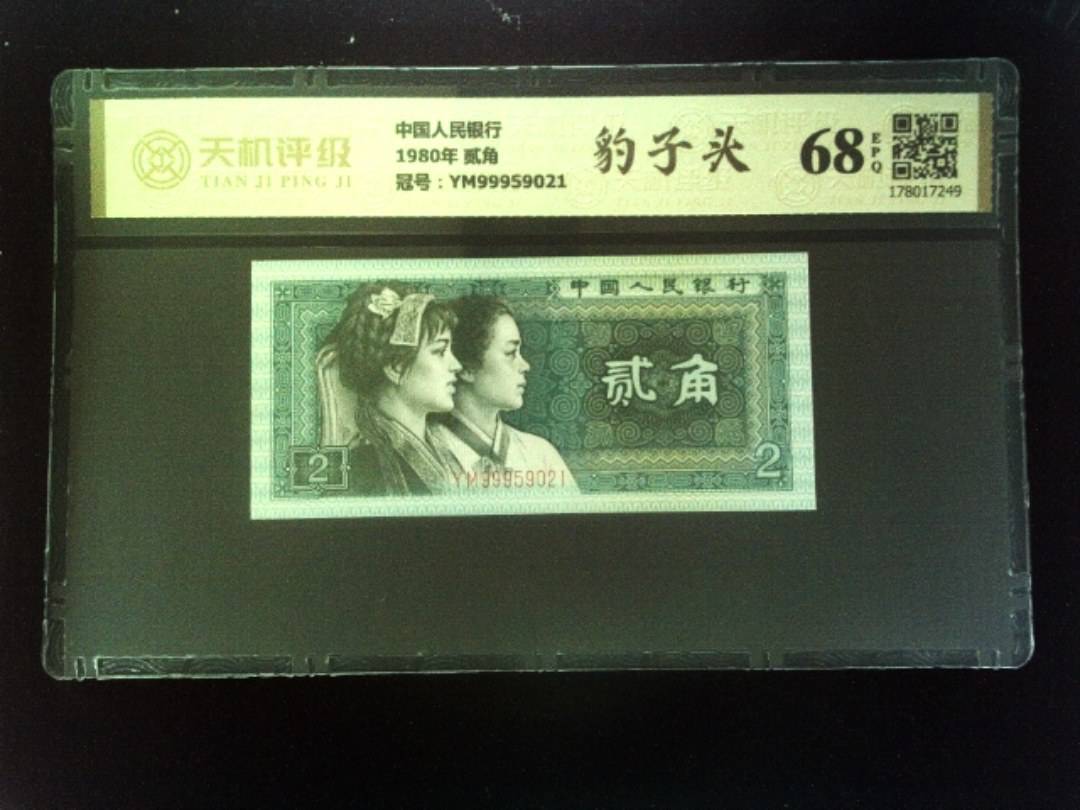 天机评级
TIAN JI PING JI
中国人民银行
1980年 贰角
冠号：YM99959021
豹子头
68
EPQ
178017249
中国人民银行
贰角
2
2
YM99959021